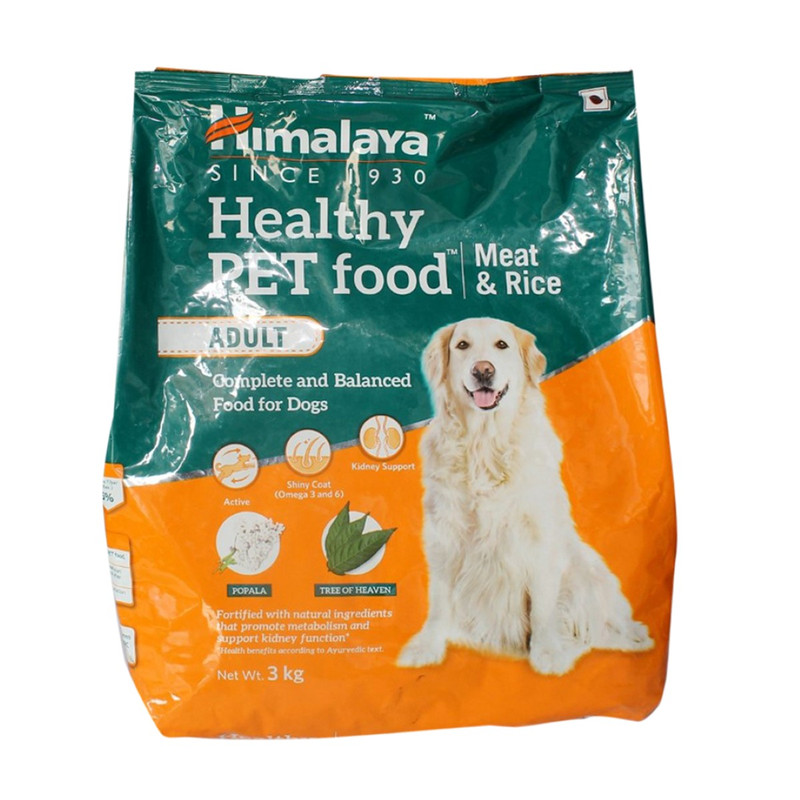 Himalaya™
SINCE 1930
Healthy
PET food™
Meat
& Rice
ADULT
Complete and Balanced
Food for Dogs
Active
Shiny Coat
(Omega 3 and 6)
Kidney Support
POPALA
TREE OF HEAVEN
Fortified with natural ingredients
that promote metabolism and
support kidney function*
*Health benefits according to Ayurvedic text.
Net Wt. 3 kg